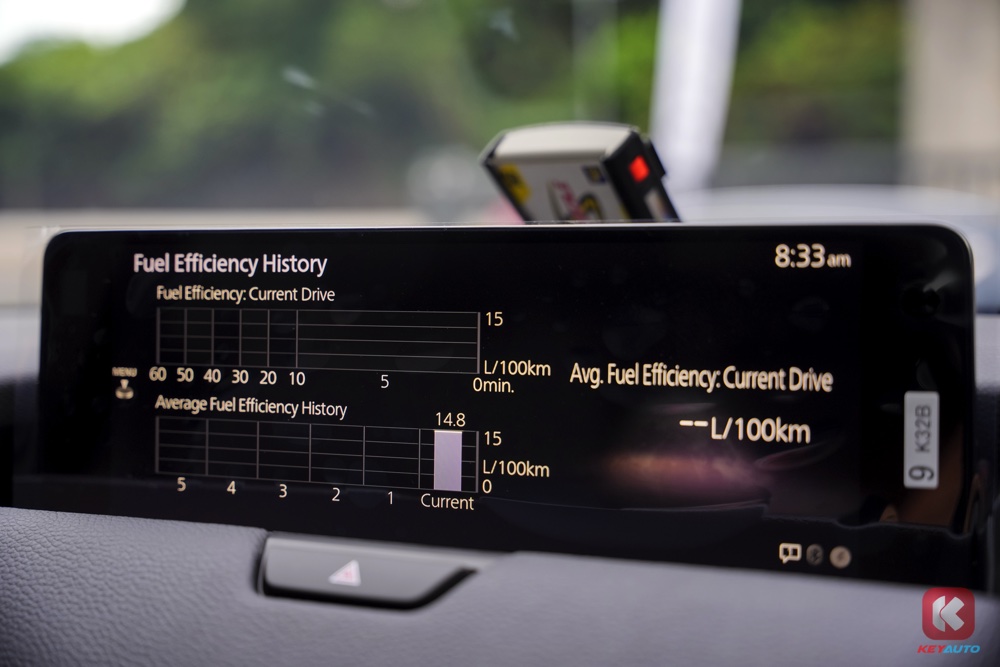 Fuel Efficiency History
8:33am
Fuel Efficiency: Current Drive
15
L/100km
60 50 40 30 20 10 5 0min.
MENU
Avg. Fuel Efficiency: Current Drive
--L/100km
Average Fuel Efficiency History
14.8
15
L/100km
0
5 4 3 2 1 Current
9 K32B
K
KEYAUTO